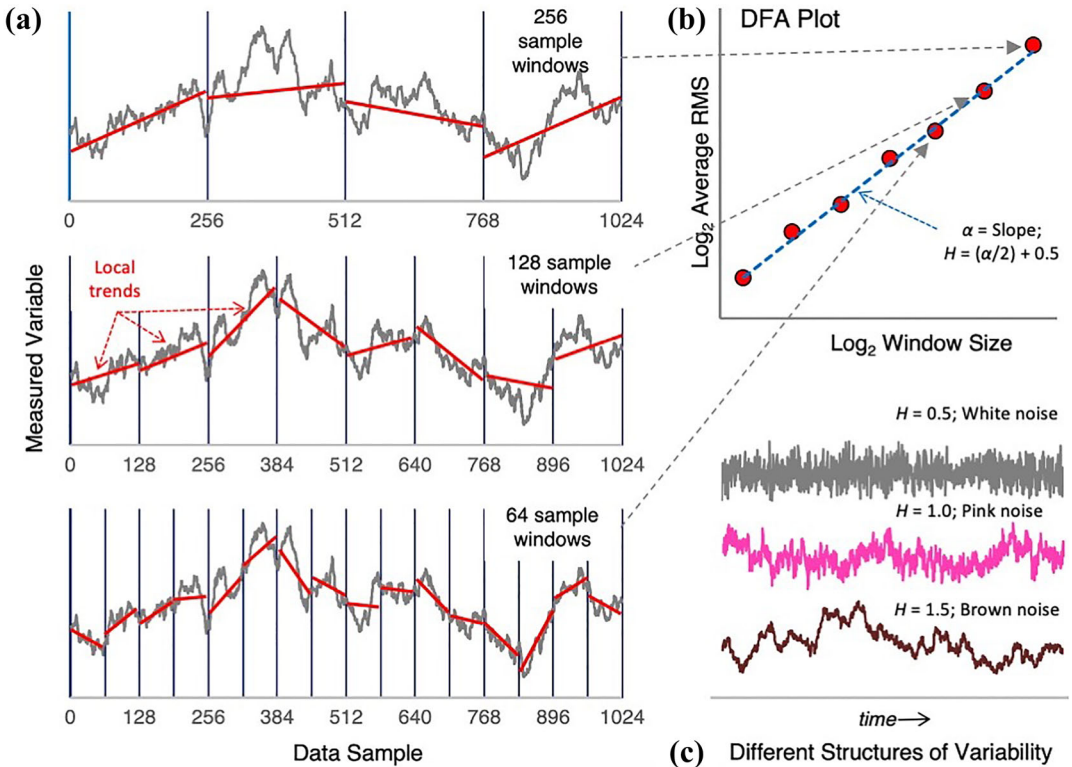 (a)
256
sample
windows
0 256 512 768 1024
Local
trends
128 sample
windows
0 128 256 384 512 640 768 896 1024
Measured Variable
64 sample
windows
0 128 256 384 512 640 768 896 1024
Data Sample
(b) DFA Plot
Log₂ Average RMS
α = Slope;
H = (α/2) + 0.5
Log₂ Window Size
H = 0.5; White noise
H = 1.0; Pink noise
H = 1.5; Brown noise
time→
(c) Different Structures of Variability